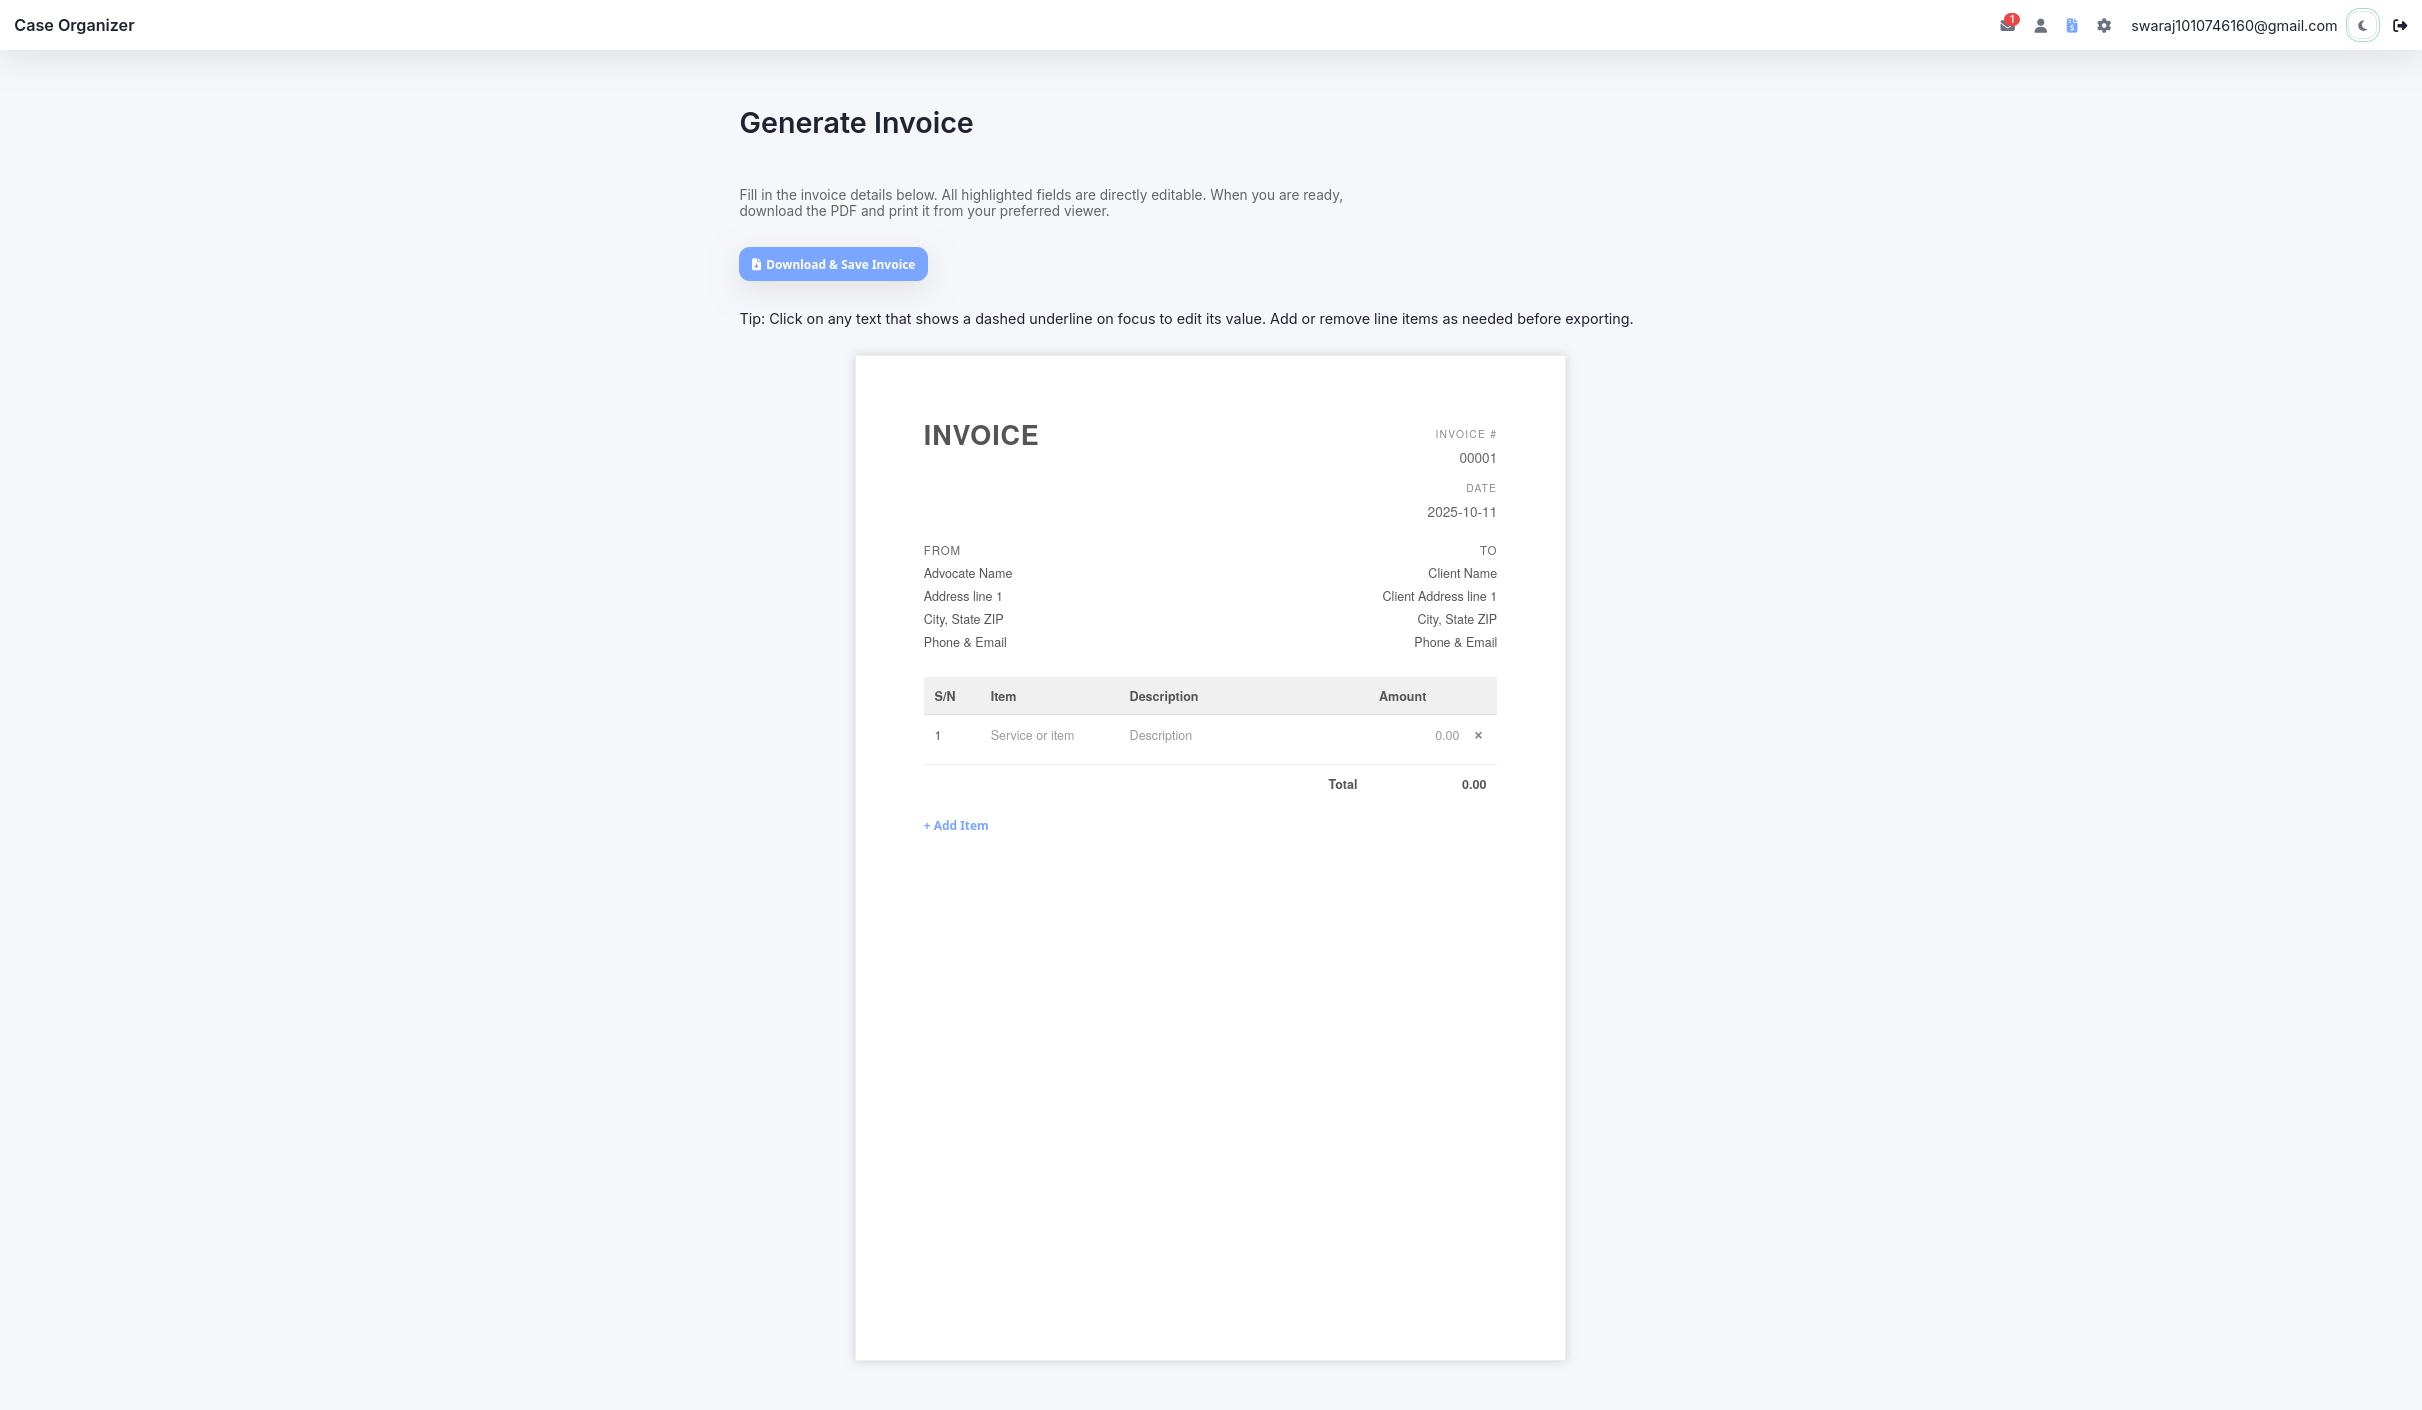 Case Organizer
1
swaraj1010746160@gmail.com
Generate Invoice
Fill in the invoice details below. All highlighted fields are directly editable. When you are ready,
download the PDF and print it from your preferred viewer.
Download & Save Invoice
Tip: Click on any text that shows a dashed underline on focus to edit its value. Add or remove line items as needed before exporting.
INVOICE
INVOICE #
00001
DATE
2025-10-11
FROM
Advocate Name
Address line 1
City, State ZIP
Phone & Email
TO
Client Name
Client Address line 1
City, State ZIP
Phone & Email
S/N Item Description Amount
1 Service or item Description 0.00 ×
Total 0.00
+ Add Item